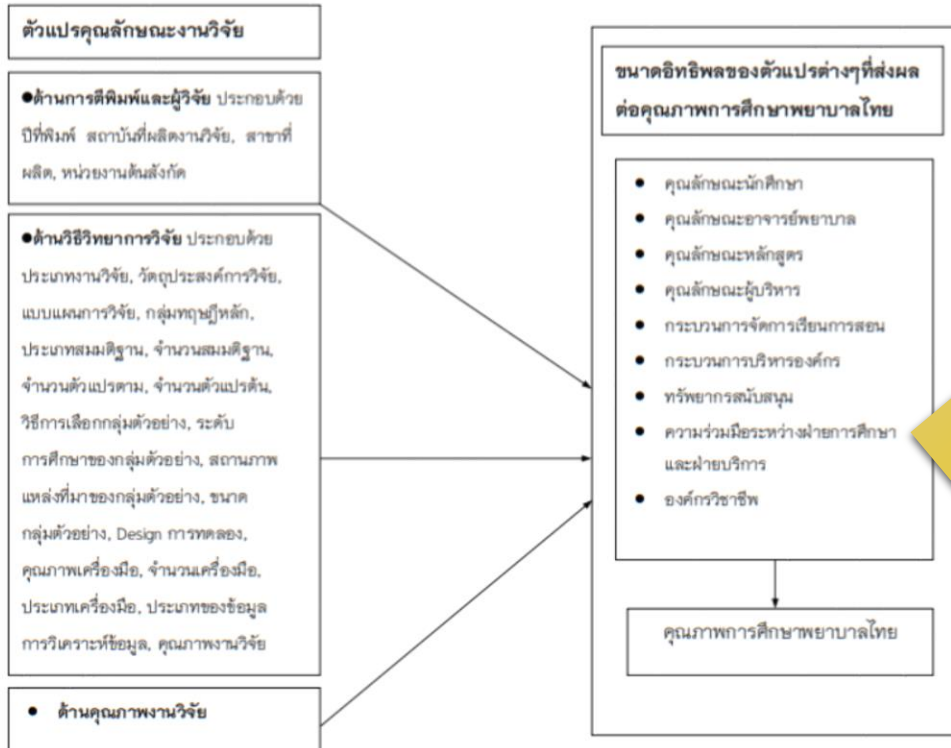 ตัวแปรคุณลักษณะงานวิจัย
●ด้านการตีพิมพ์และผู้วิจัย ประกอบด้วย
ปีที่พิมพ์ สถาบันที่ผลิตงานวิจัย, สาขาที่
ผลิต, หน่วยงานต้นสังกัด
●ด้านวิธีวิทยาการวิจัย ประกอบด้วย
ประเภทงานวิจัย, วัตถุประสงค์การวิจัย,
แบบแผนการวิจัย, กลุ่มทฤษฎีหลัก,
ประเภทสมมติฐาน, จำนวนสมมติฐาน,
จำนวนตัวแปรตาม, จำนวนตัวแปรต้น,
วิธีการเลือกกลุ่มตัวอย่าง, ระดับ
การศึกษาของกลุ่มตัวอย่าง, สถานภาพ
แหล่งที่มาของกลุ่มตัวอย่าง, ขนาด
กลุ่มตัวอย่าง, Design การทดลอง,
คุณภาพเครื่องมือ, จำนวนเครื่องมือ,
ประเภทเครื่องมือ, ประเภทของข้อมูล
การวิเคราะห์ข้อมูล, คุณภาพงานวิจัย
● ด้านคุณภาพงานวิจัย
ขนาดอิทธิพลของตัวแปรต่างๆที่ส่งผล
ต่อคุณภาพการศึกษาพยาบาลไทย
● คุณลักษณะนักศึกษา
● คุณลักษณะอาจารย์พยาบาล
● คุณลักษณะหลักสูตร
● คุณลักษณะผู้บริหาร
● กระบวนการจัดการเรียนการสอน
● กระบวนการบริหารองค์กร
● ทรัพยากรสนับสนุน
● ความร่วมมือระหว่างฝ่ายการศึกษา
และฝ่ายบริการ
● องค์กรวิชาชีพ
คุณภาพการศึกษาพยาบาลไทย